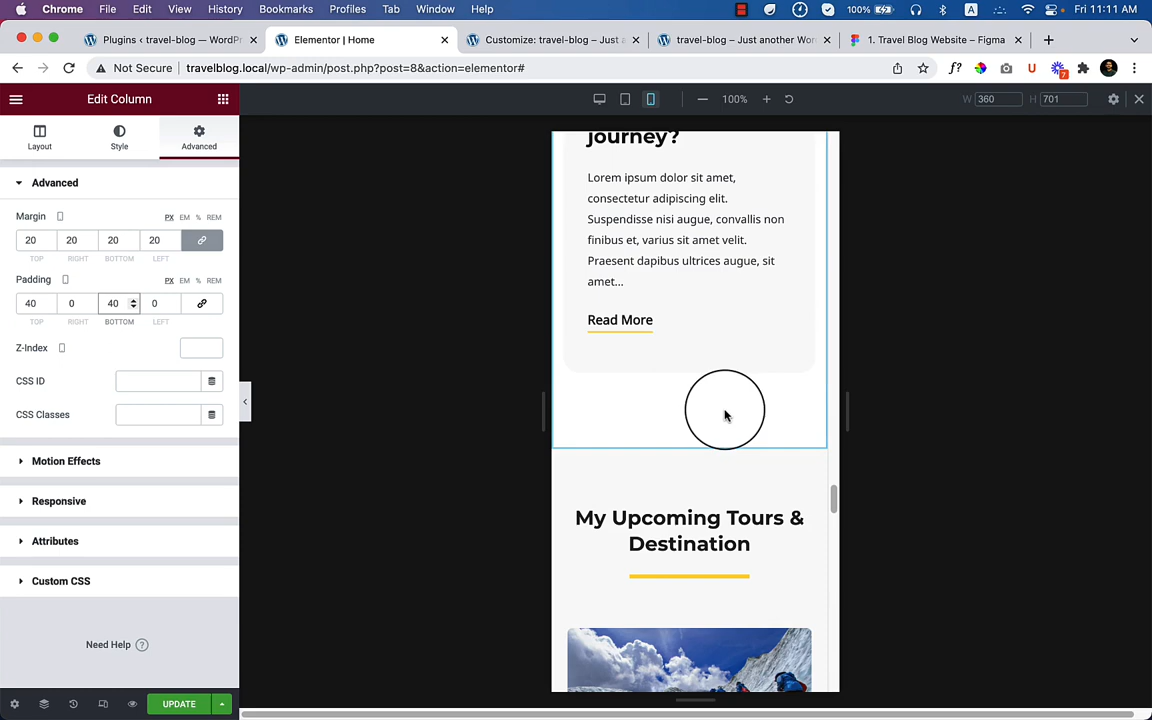 Chrome File Edit View History Bookmarks Profiles Tab Window Help 100% A Fri 11:11 AM
Plugins ‹ travel-blog — WordPr Elementor | Home Customize: travel-blog – Just a travel-blog – Just another Wor 1. Travel Blog Website – Figma
Not Secure travelblog.local/wp-admin/post.php?post=8&action=elementor# f? U 7
Edit Column 100% W 360 H 701
Layout Style Advanced
Advanced
Margin PX EM % REM
20 20 20 20
TOP RIGHT BOTTOM LEFT
Padding PX EM % REM
40 0 40 0
TOP RIGHT BOTTOM LEFT
Z-Index
CSS ID
CSS Classes
Motion Effects
Responsive
Attributes
Custom CSS
Need Help ?
UPDATE
journey?
Lorem ipsum dolor sit amet,
consectetur adipiscing elit.
Suspendisse nisi augue, convallis non
finibus et, varius sit amet velit.
Praesent dapibus ultrices augue, sit
amet...
Read More
My Upcoming Tours &
Destination